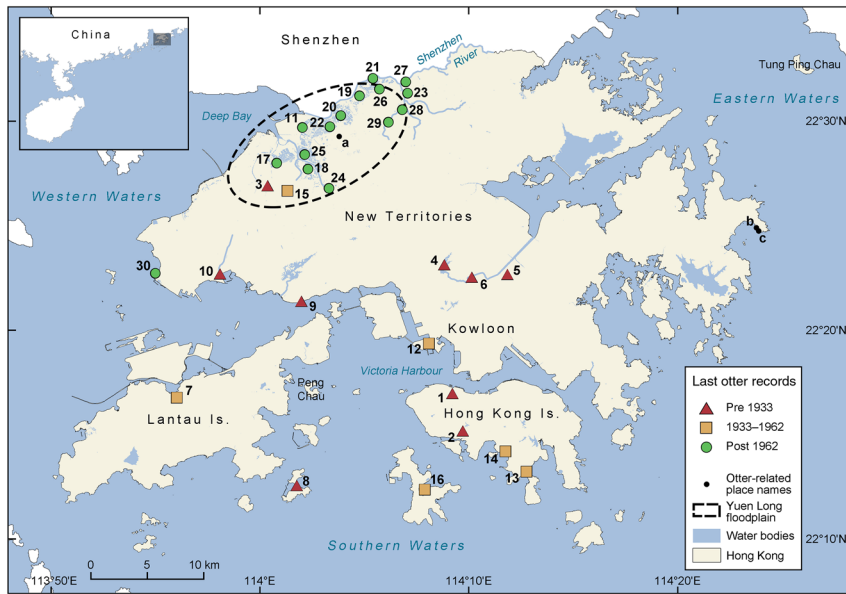 China
Shenzhen
Shenzhen
River
Tung Ping Chau
Eastern Waters
Deep Bay
21
27
19
26
23
20
28
11
22
29
a
25
17
18
3
15
24
22°30'N
Western Waters
New Territories
b
c
30
10
4
6
5
9
Kowloon
12
22°20'N
Victoria Harbour
7
Peng
Chau
Lantau Is.
1
Hong Kong Is.
2
14
13
8
16
Southern Waters
Last otter records
Pre 1933
1933–1962
Post 1962
Otter-related
place names
Yuen Long
floodplain
Water bodies
Hong Kong
22°10'N
0 5 10 km
113°50'E
114°E
114°10'E
114°20'E